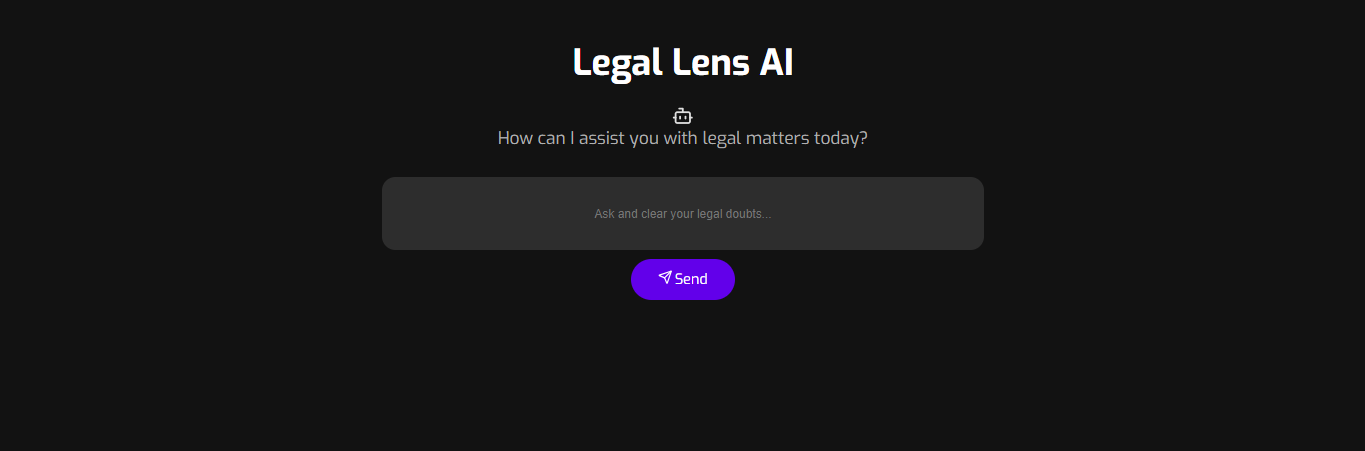 Legal Lens AI
How can I assist you with legal matters today?
Ask and clear your legal doubts...
Send